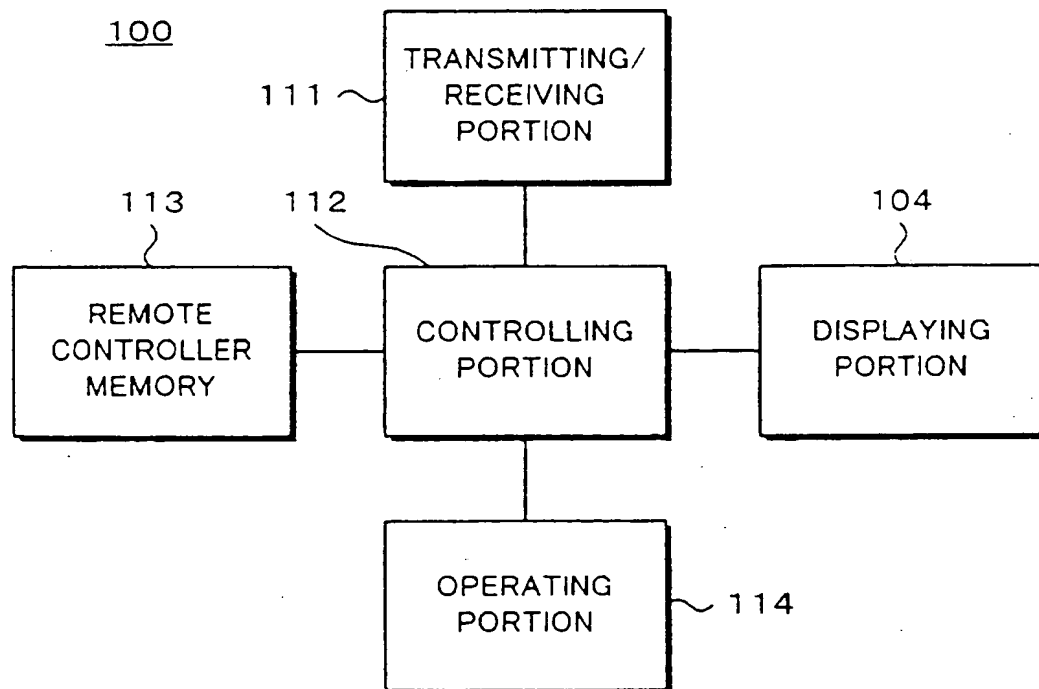 100
TRANSMITTING/
RECEIVING
PORTION
111
113
112
104
REMOTE
CONTROLLER
MEMORY
CONTROLLING
PORTION
DISPLAYING
PORTION
OPERATING
PORTION
114